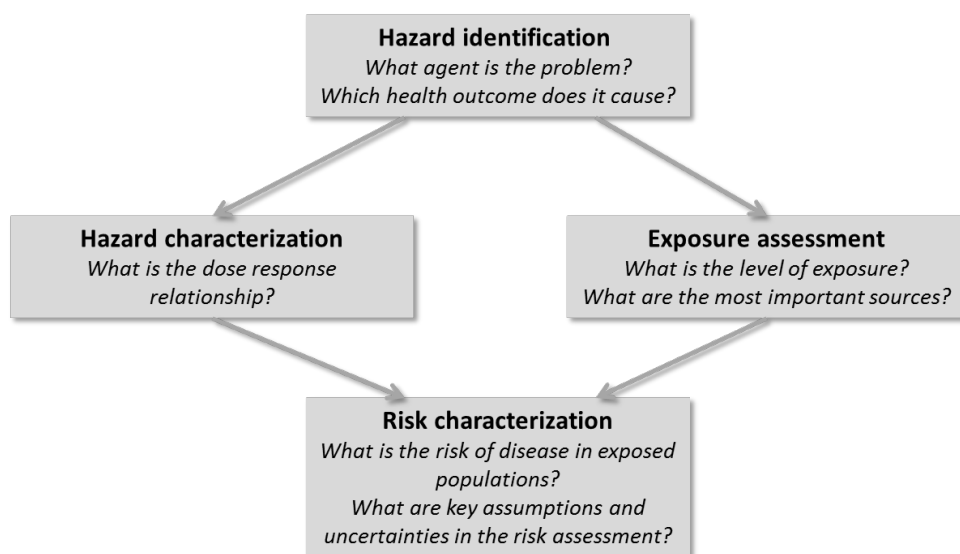 Hazard identification
What agent is the problem?
Which health outcome does it cause?
Hazard characterization
What is the dose response
relationship?
Exposure assessment
What is the level of exposure?
What are the most important sources?
Risk characterization
What is the risk of disease in exposed
populations?
What are key assumptions and
uncertainties in the risk assessment?